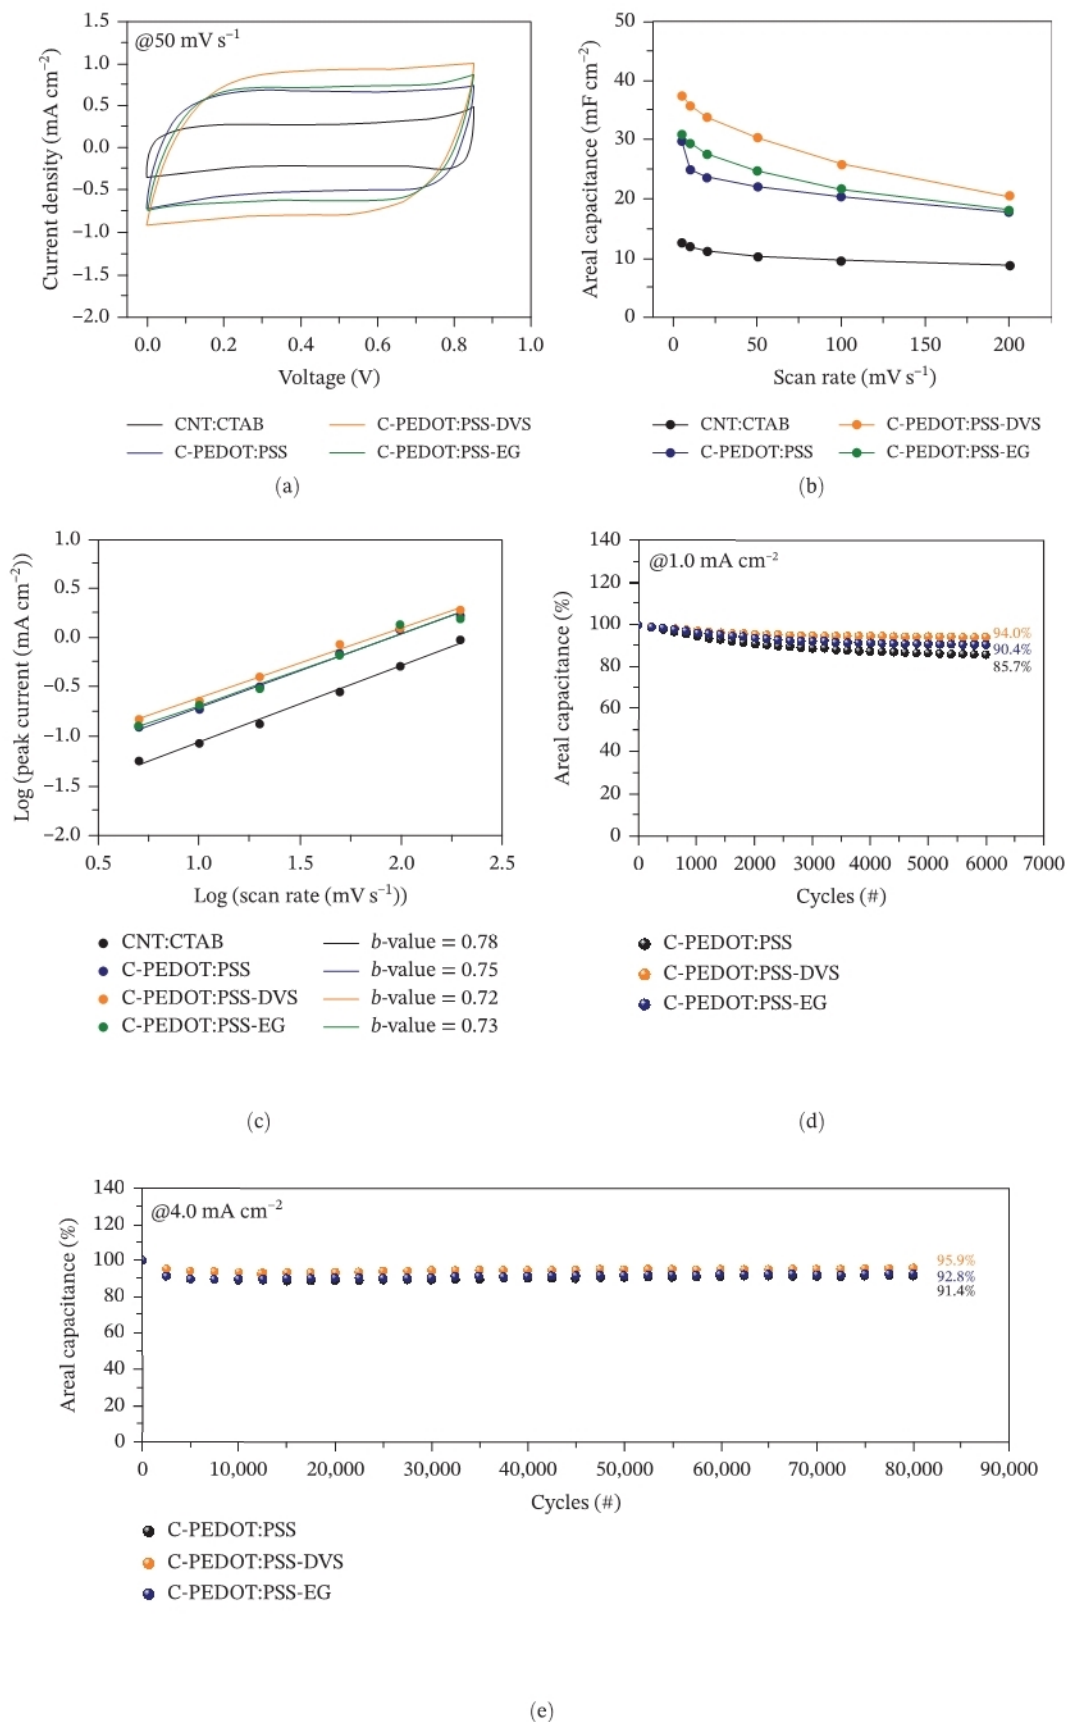 @50 mV s⁻¹
Current density (mA cm⁻²)
1.5
1.0
0.5
0.0
−0.5
−1.0
−1.5
−2.0
0.0 0.2 0.4 0.6 0.8 1.0
Voltage (V)
CNT:CTAB C-PEDOT:PSS-DVS
C-PEDOT:PSS C-PEDOT:PSS-EG
(a)
Areal capacitance (mF cm⁻²)
50
40
30
20
10
0
0 50 100 150 200
Scan rate (mV s⁻¹)
CNT:CTAB C-PEDOT:PSS-DVS
C-PEDOT:PSS C-PEDOT:PSS-EG
(b)
Log (peak current (mA cm⁻²))
1.0
0.5
0.0
−0.5
−1.0
−1.5
−2.0
0.5 1.0 1.5 2.0 2.5
Log (scan rate (mV s⁻¹))
CNT:CTAB b-value = 0.78
C-PEDOT:PSS b-value = 0.75
C-PEDOT:PSS-DVS b-value = 0.72
C-PEDOT:PSS-EG b-value = 0.73
(c)
@1.0 mA cm⁻²
Areal capacitance (%)
140
120
100
80
60
40
20
0
94.0%
90.4%
85.7%
0 1000 2000 3000 4000 5000 6000 7000
Cycles (#)
C-PEDOT:PSS
C-PEDOT:PSS-DVS
C-PEDOT:PSS-EG
(d)
@4.0 mA cm⁻²
Areal capacitance (%)
140
120
100
80
60
40
20
0
95.9%
92.8%
91.4%
0 10,000 20,000 30,000 40,000 50,000 60,000 70,000 80,000 90,000
Cycles (#)
C-PEDOT:PSS
C-PEDOT:PSS-DVS
C-PEDOT:PSS-EG
(e)